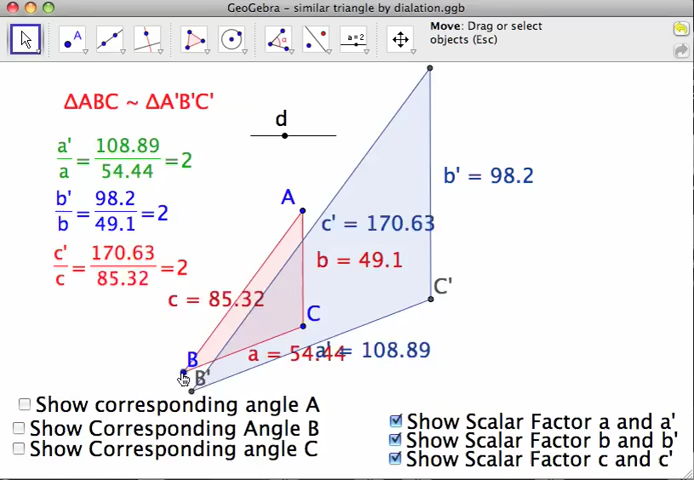 GeoGebra - similar triangle by dialation.ggb
A
α
a=2
Move: Drag or select
objects (Esc)
ΔABC ~ ΔA'B'C'
d
a'/a = 108.89/54.44 = 2
b'/b = 98.2/49.1 = 2
c'/c = 170.63/85.32 = 2
b' = 98.2
A
c' = 170.63
b = 49.1
C'
c = 85.32
C
B
a = 54.44
a' = 108.89
B'
Show corresponding angle A
Show Corresponding Angle B
Show Corresponding angle C
Show Scalar Factor a and a'
Show Scalar Factor b and b'
Show Scalar Factor c and c'